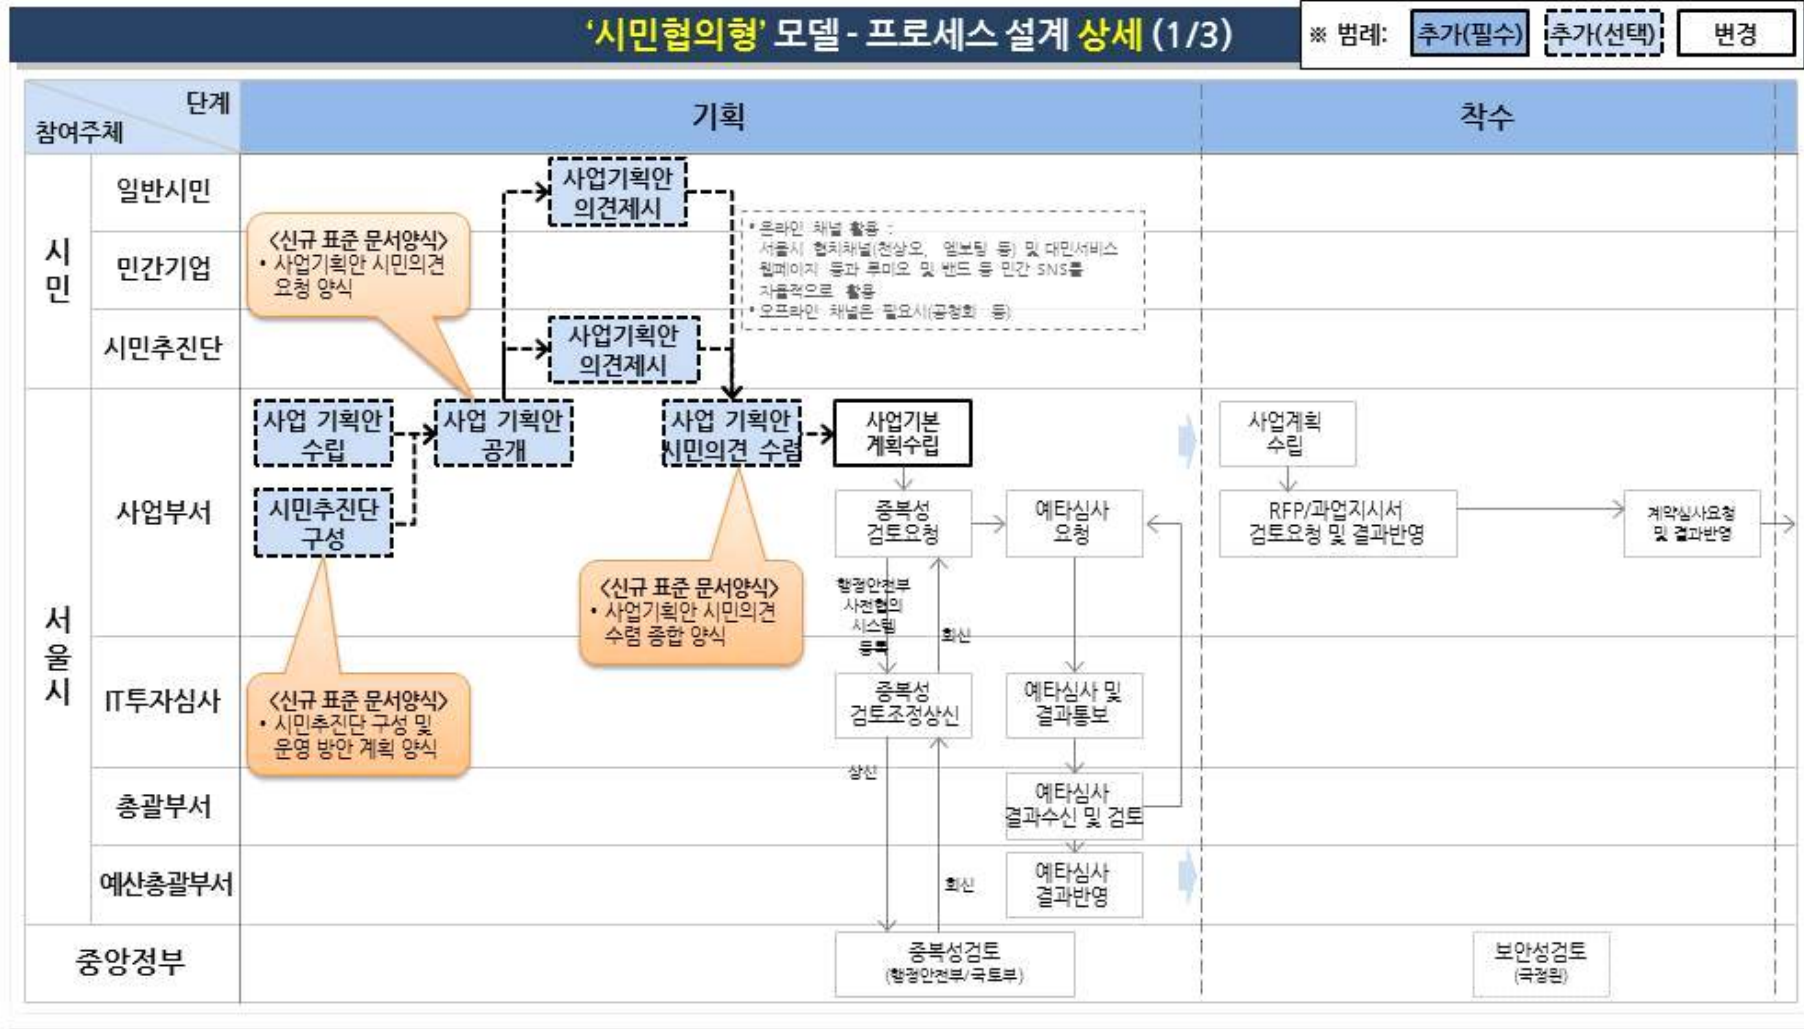 ‘시민협의형’ 모델 - 프로세스 설계 상세 (1/3)
※ 범례:
추가(필수)
추가(선택)
변경
단계
참여주체
기획
착수
시민
일반시민
민간기업
시민추진단
사업기획안
의견제시
<신규 표준 문서양식>
• 사업기획안 시민의견
요청 양식
• 온라인 채널 활용 :
서울시 협치채널(천상오, 엠보팅 등) 및 대민서비스
웹페이지 등과 루미오 및 밴드 등 민간 SNS를
자율적으로 활용
• 오프라인 채널은 필요시(공청회 등)
사업기획안
의견제시
서울시
사업부서
사업 기획안
수립
사업 기획안
공개
사업 기획안
시민의견 수렴
사업기본
계획수립
사업계획
수립
시민추진단
구성
중복성
검토요청
예타심사
요청
RFP/과업지시서
검토요청 및 결과반영
계약심사요청
및 결과반영
<신규 표준 문서양식>
• 사업기획안 시민의견
수렴 종합 양식
행정안전부
사전협의
시스템
등록
회신
IT투자심사
<신규 표준 문서양식>
• 시민추진단 구성 및
운영 방안 계획 양식
중복성
검토조정상신
예타심사 및
결과통보
상신
총괄부서
예타심사
결과수신 및 검토
예산총괄부서
회신
예타심사
결과반영
중앙정부
중복성검토
(행정안전부/국토부)
보안성검토
(국정원)